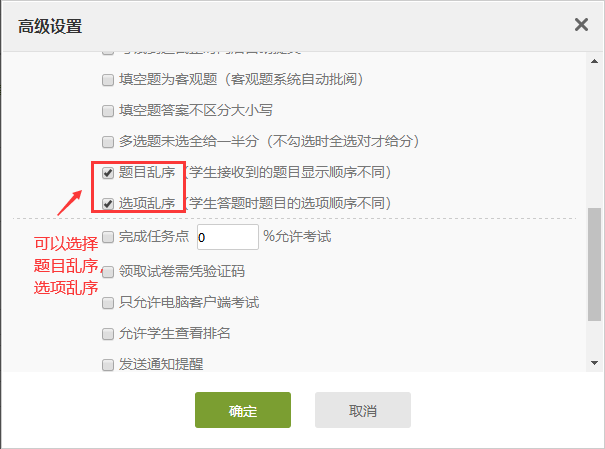 高级设置
填空题为客观题（客观题系统自动批阅）
填空题答案不区分大小写
多选题未选全给一半分（不勾选时全选对才给分）
题目乱序（学生接收到的题目显示顺序不同）
选项乱序（学生答题时题目的选项顺序不同）
完成任务点 0 %允许考试
可以选择
题目乱序,
选项乱序
领取试卷需凭验证码
只允许电脑客户端考试
允许学生查看排名
发送通知提醒
确定
取消